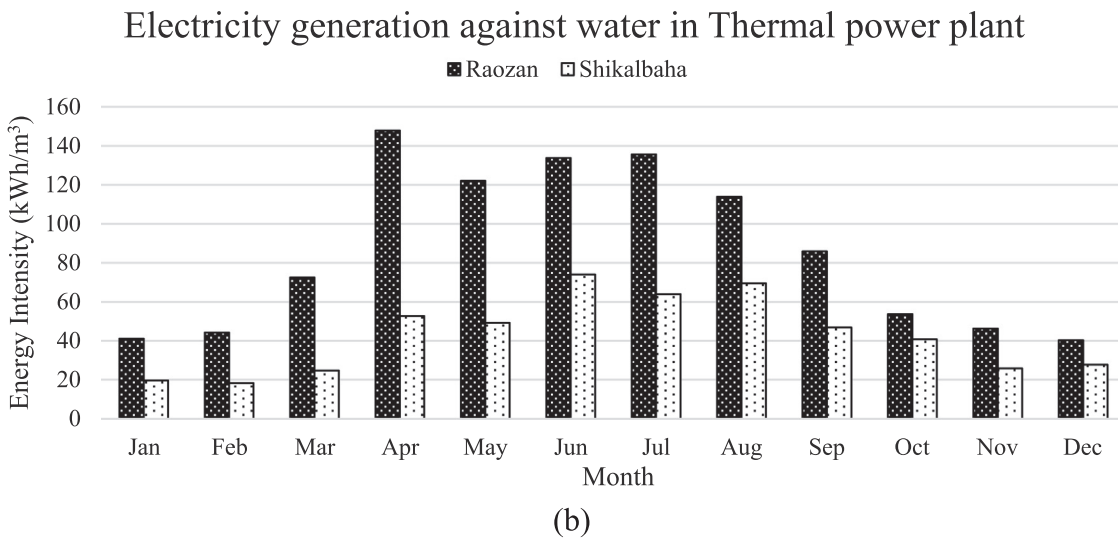 Electricity generation against water in Thermal power plant
Raozan Shikalbaha
Energy Intensity (kWh/m³)
160
140
120
100
80
60
40
20
0
Jan Feb Mar Apr May Jun Jul Aug Sep Oct Nov Dec
Month
(b)